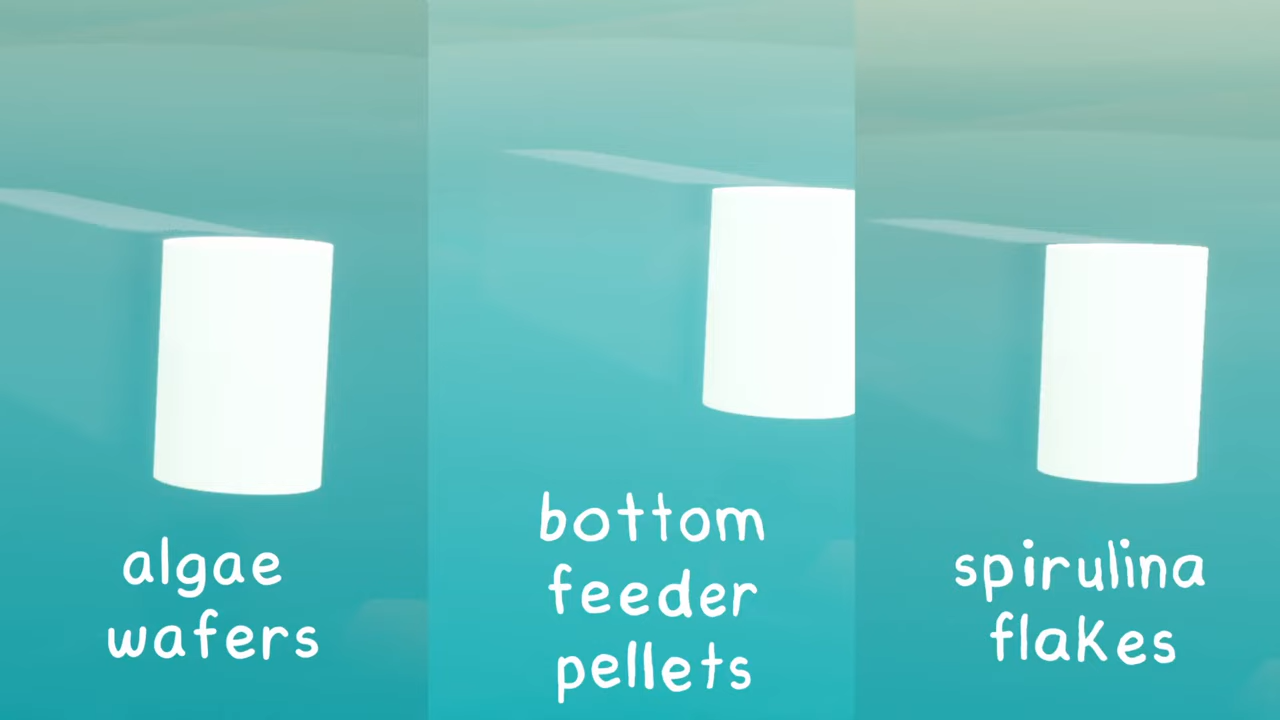 algae
wafers
bottom
feeder
pellets
spirulina
flakes